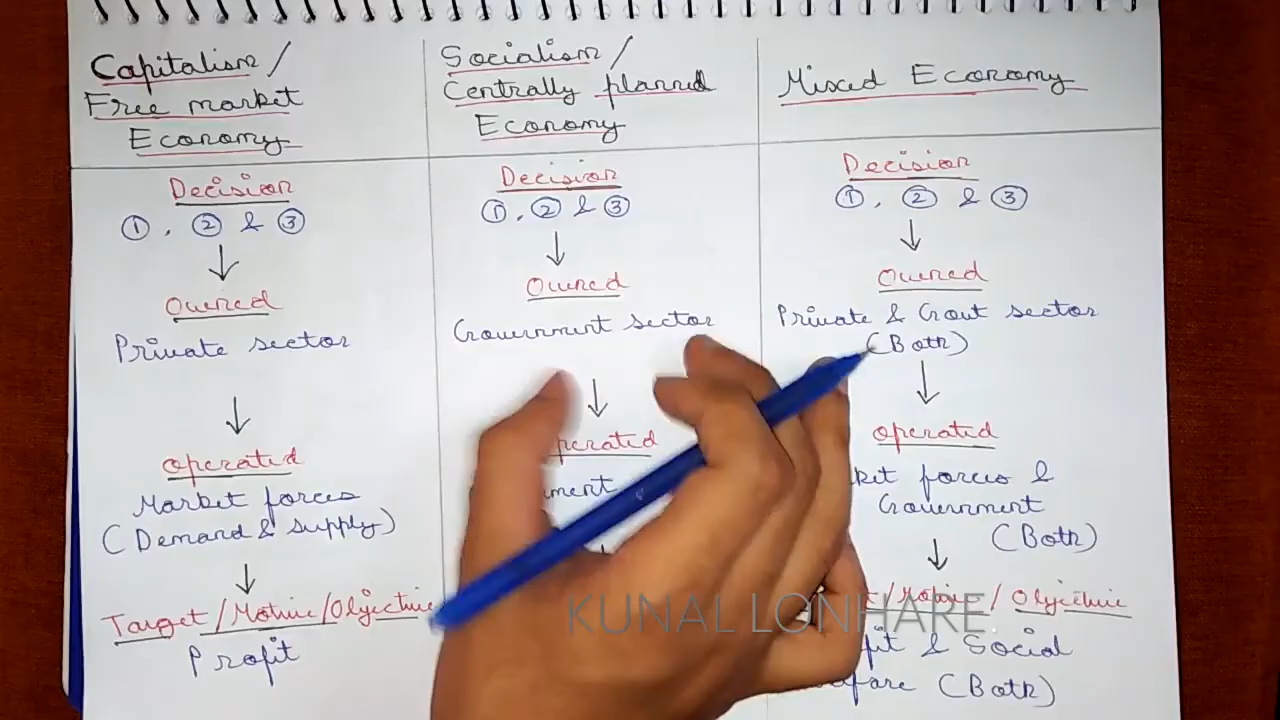 Capitalism /
Free market
Economy
Decision
①, ② & ③
Owned
Private sector
Operated
Market forces
(Demand & supply)
Target / Motive / Objective
Profit
Socialism /
Centrally planned
Economy
Decision
①, ② & ③
Owned
Government sector
Mixed Economy
Decision
①, ② & ③
Owned
Private & Govt sector
(Both)
Operated
forces &
Government
(Both)
/ Motive / Objective
& Social
(Both)
KUNAL LONHARE